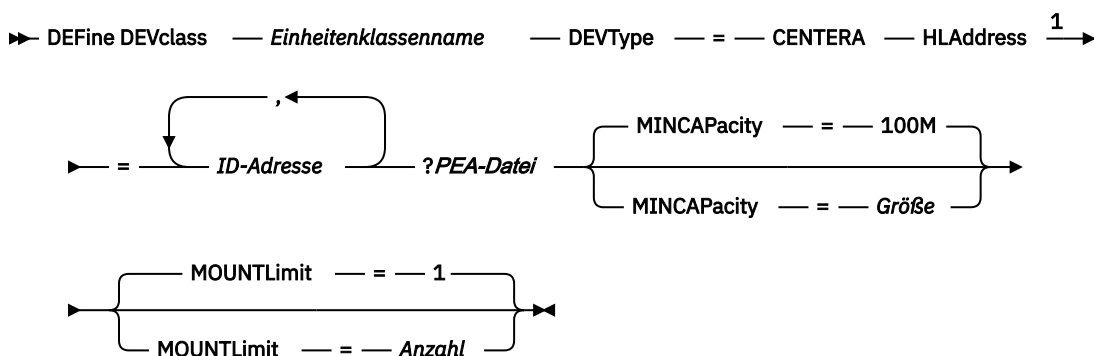 DEFine DEVclass Einheitenklassenname DEVType = CENTERA HLAddress 1
,
MINCAPacity = 100M
= ID-Adresse ?PEA-Datei
MINCAPacity = Größe
MOUNTLimit = 1
MOUNTLimit = Anzahl